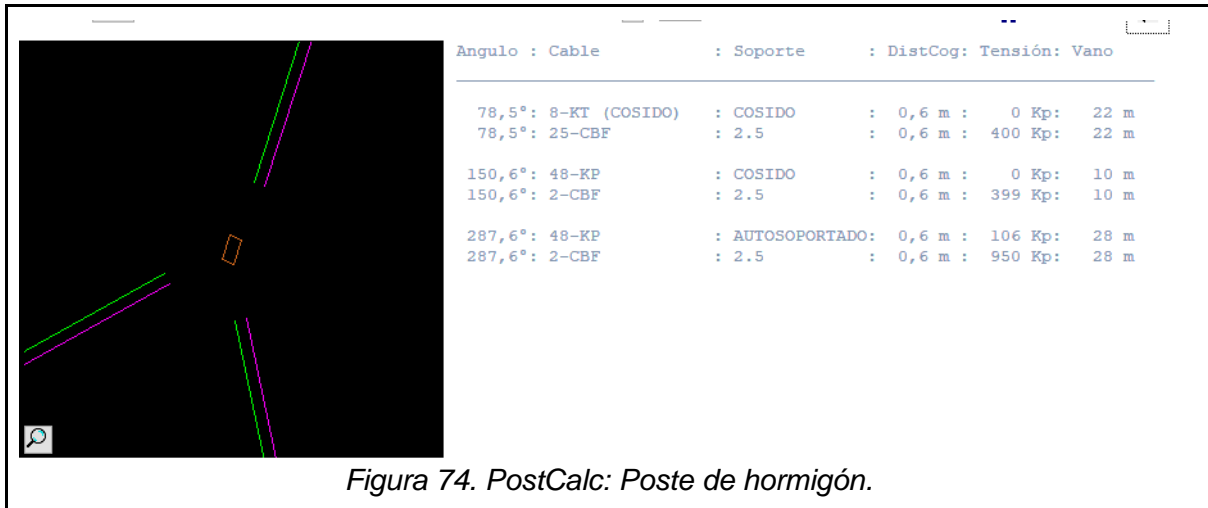 Angulo : Cable : Soporte : DistCog: Tensión: Vano
78,5°: 8-KT (COSIDO) : COSIDO : 0,6 m : 0 Kp: 22 m
78,5°: 25-CBF : 2.5 : 0,6 m : 400 Kp: 22 m
150,6°: 48-KP : COSIDO : 0,6 m : 0 Kp: 10 m
150,6°: 2-CBF : 2.5 : 0,6 m : 399 Kp: 10 m
287,6°: 48-KP : AUTOSOPORTADO: 0,6 m : 106 Kp: 28 m
287,6°: 2-CBF : 2.5 : 0,6 m : 950 Kp: 28 m
Figura 74. PostCalc: Poste de hormigón.